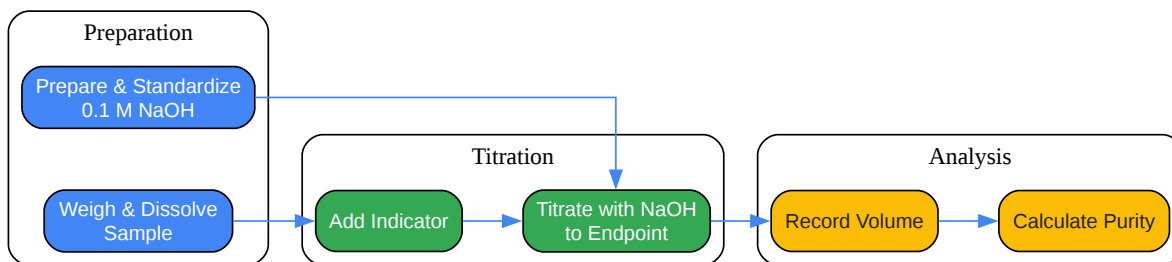 Preparation
Prepare & Standardize
0.1 M NaOH
Weigh & Dissolve
Sample
Titration
Add Indicator
Titrate with NaOH
to Endpoint
Analysis
Record Volume
Calculate Purity